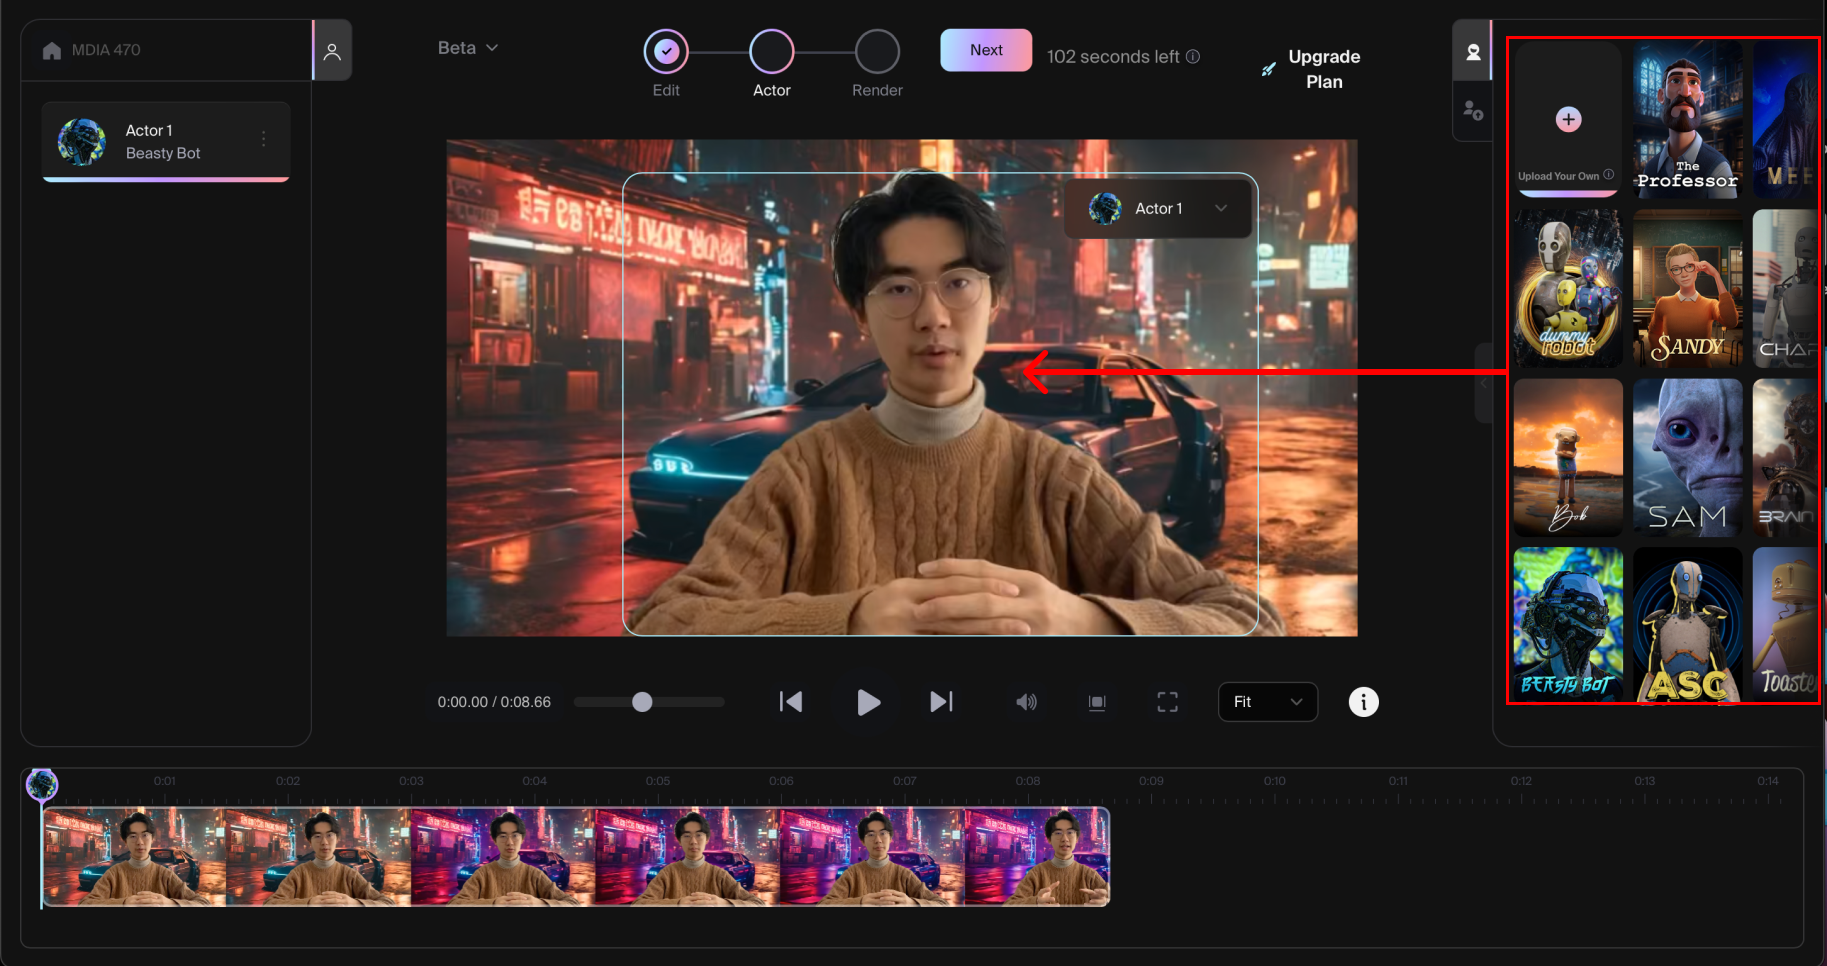 MDIA 470
Actor 1
Beasty Bot
Beta
Edit
Actor
Render
Next
102 seconds left
Upgrade
Plan
Actor 1
Upload Your Own
The
Professor
MEE
dummy
robot
SANDY
CHAP
Bob
SAM
BRAIN
BEASTY BOT
ASC
Toaste
0:00.00 / 0:08.66
Fit
0:01
0:02
0:03
0:04
0:05
0:06
0:07
0:08
0:09
0:10
0:11
0:12
0:13
0:14